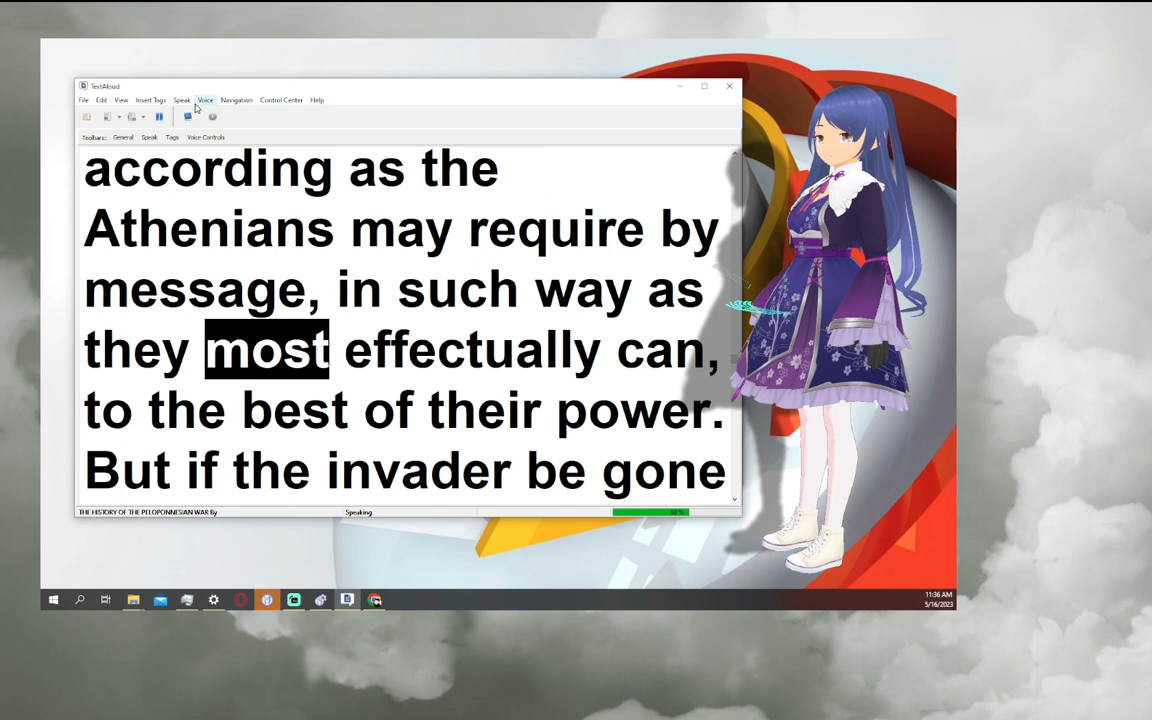 TextAloud
File Edit View Insert Tags Speak Voice Navigation Control Center Help
Toolbars: General Speak Tags Voice Controls
according as the
Athenians may require by
message, in such way as
they most effectually can,
to the best of their power.
But if the invader be gone
THE HISTORY OF THE PELOPONNESIAN WAR By Speaking 60 %
11:36 AM
5/16/2023